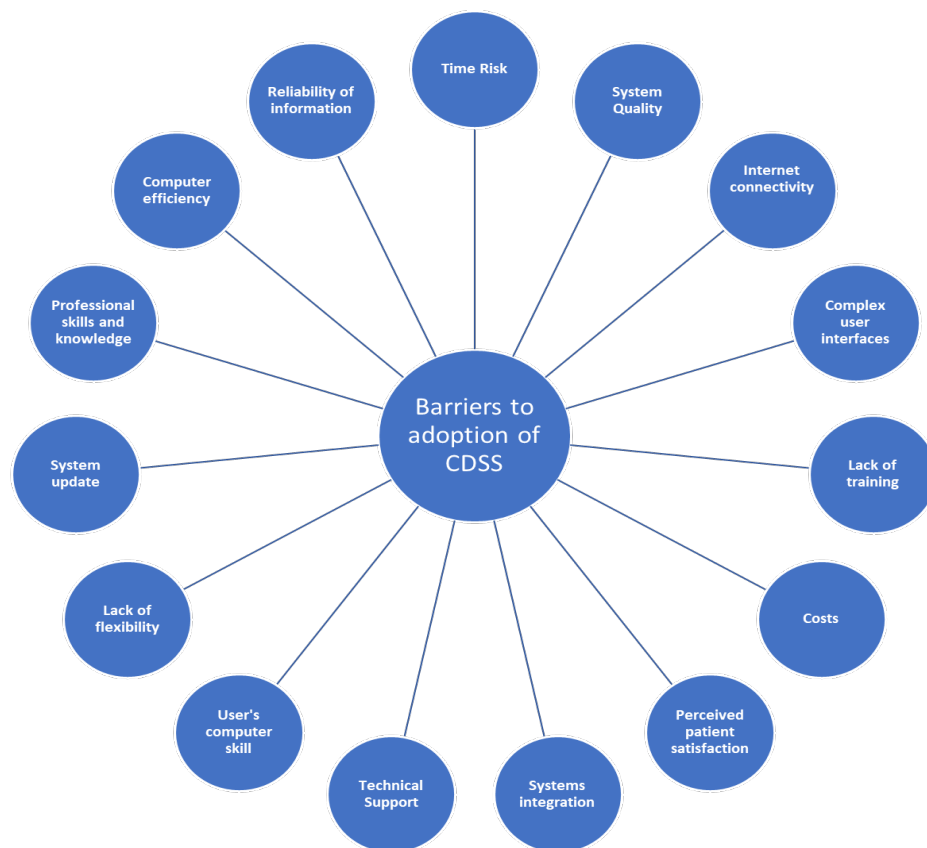 Time Risk
System
Quality
Internet
connectivity
Complex
user
interfaces
Lack of
training
Costs
Perceived
patient
satisfaction
Systems
integration
Technical
Support
User's
computer
skill
Lack of
flexibility
System
update
Professional
skills and
knowledge
Computer
efficiency
Reliability of
information
Barriers to
adoption of
CDSS